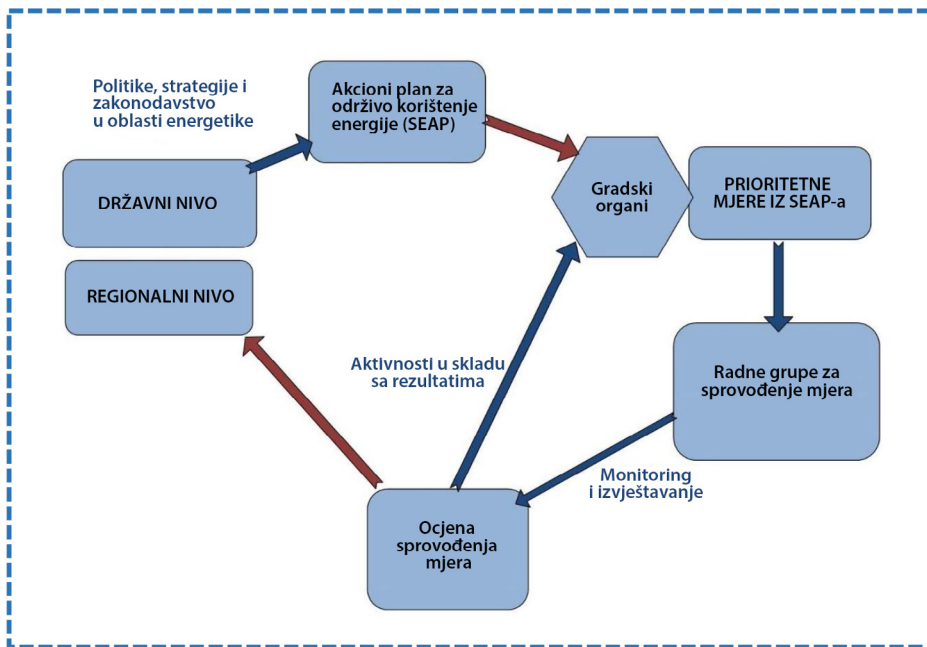 Politike, strategije i
zakonodavstvo
u oblasti energetike
Akcioni plan za
održivo korištenje
energije (SEAP)
DRŽAVNI NIVO
REGIONALNI NIVO
Gradski
organi
PRIORITETNE
MJERE IZ SEAP-a
Aktivnosti u skladu
sa rezultatima
Radne grupe za
sprovođenje mjera
Monitoring
i izvještavanje
Ocjena
sprovođenja
mjera